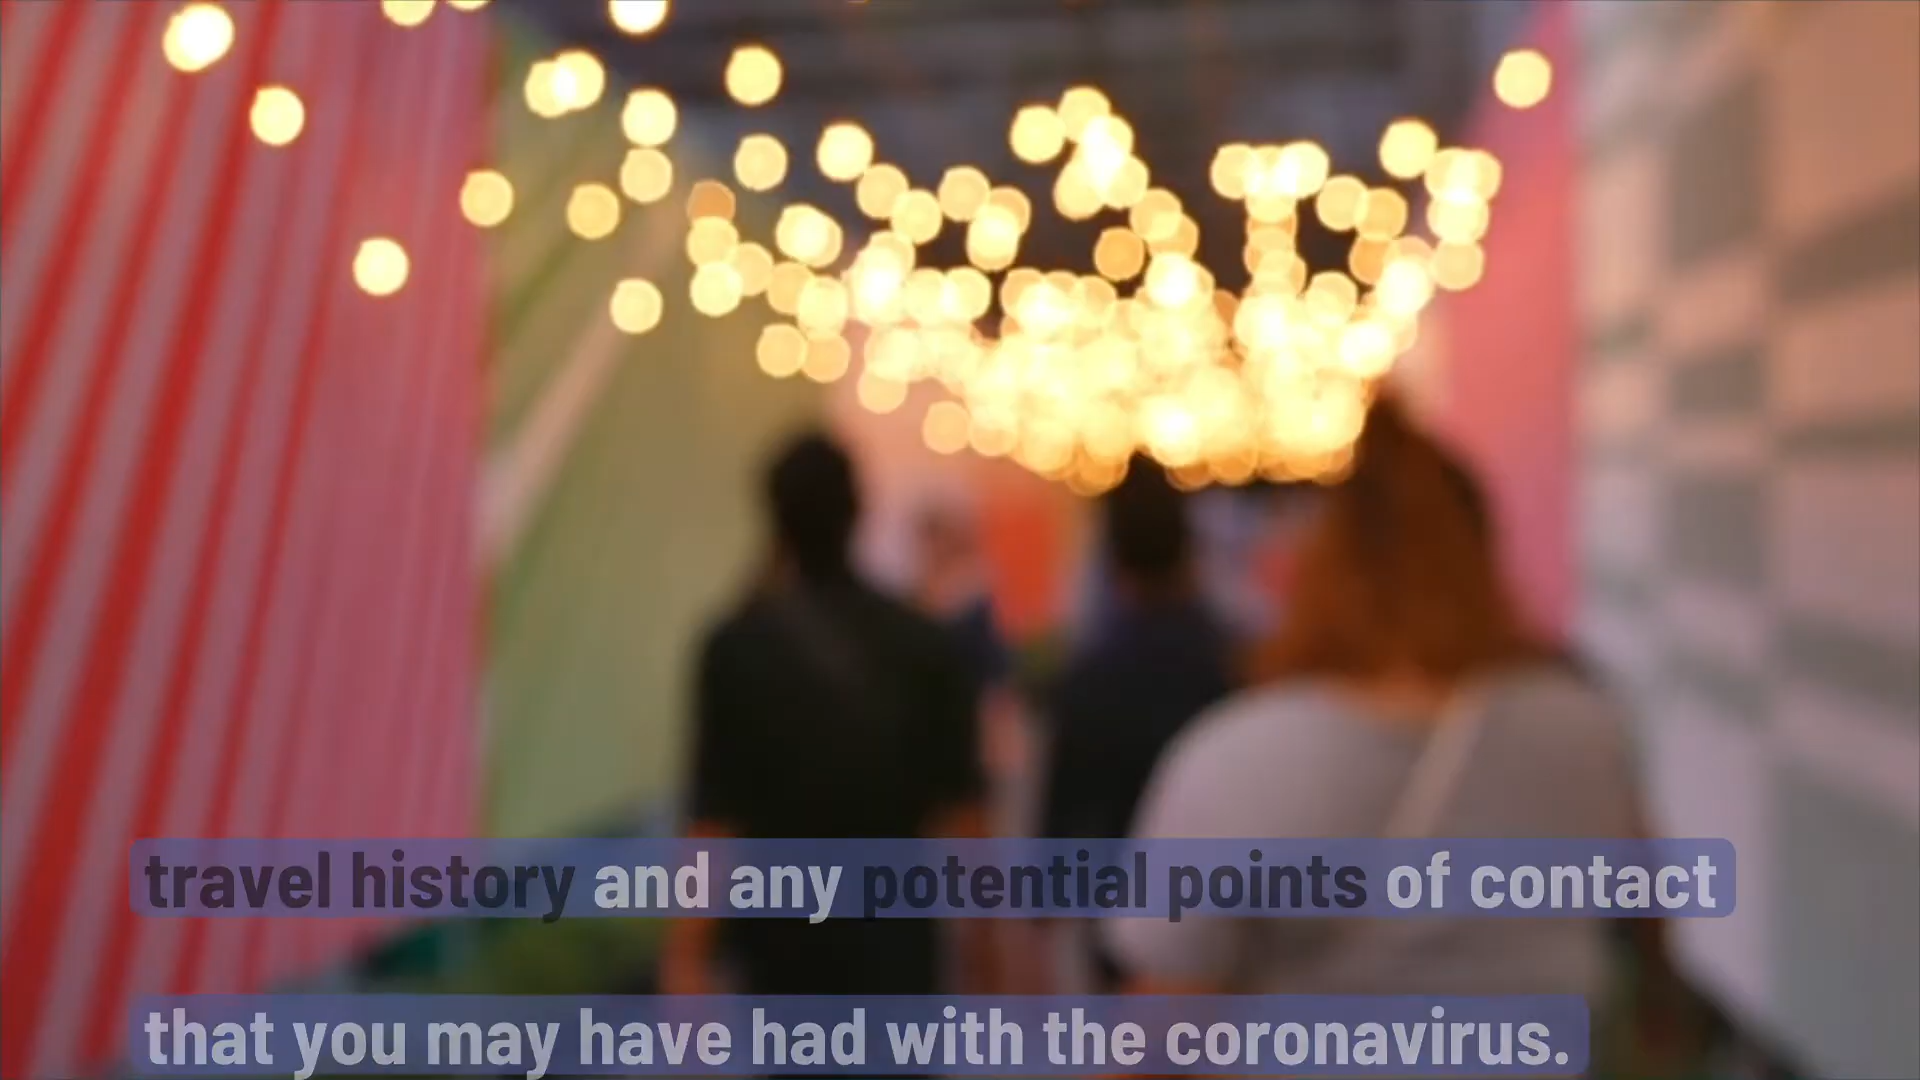 travel history and any potential points of contact
that you may have had with the coronavirus.